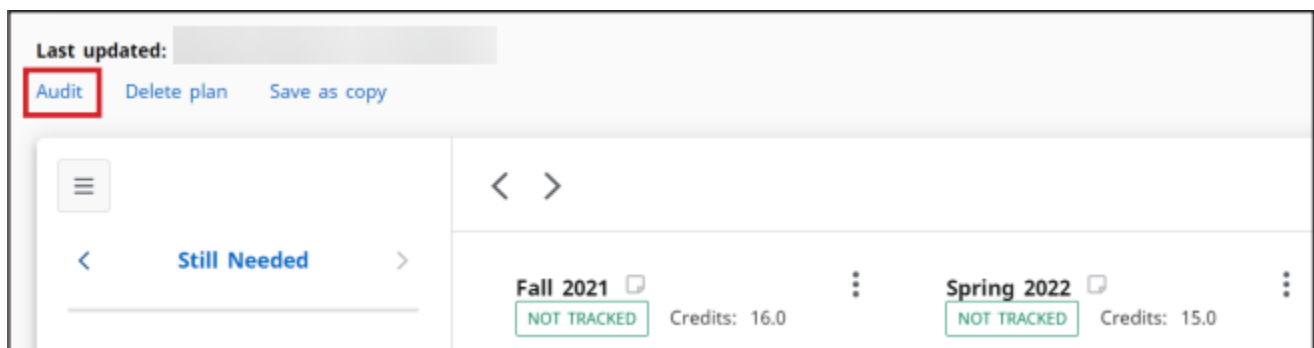 Last updated:
Audit Delete plan Save as copy
Still Needed
Fall 2021 Spring 2022
NOT TRACKED Credits: 16.0 NOT TRACKED Credits: 15.0